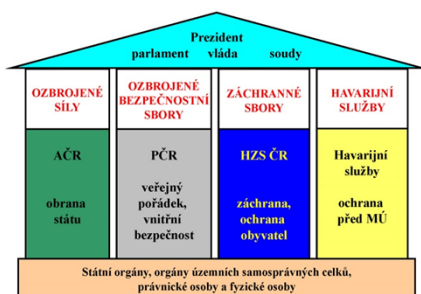 Prezident
parlament vláda soudy
OZBROJENÉ
SÍLY
OZBROJENÉ
BEZPEČNOSTNÍ
SBORY
ZÁCHRANNÉ
SBORY
HAVARIJNÍ
SLUŽBY
AČR
obrana
státu
PČR
veřejný
pořádek,
vnitřní
bezpečnost
HZS ČR
záchrana,
ochrana
obyvatel
Havarijní
služby
ochrana
před MÚ
Státní orgány, orgány územních samosprávných celků,
právnické osoby a fyzické osoby